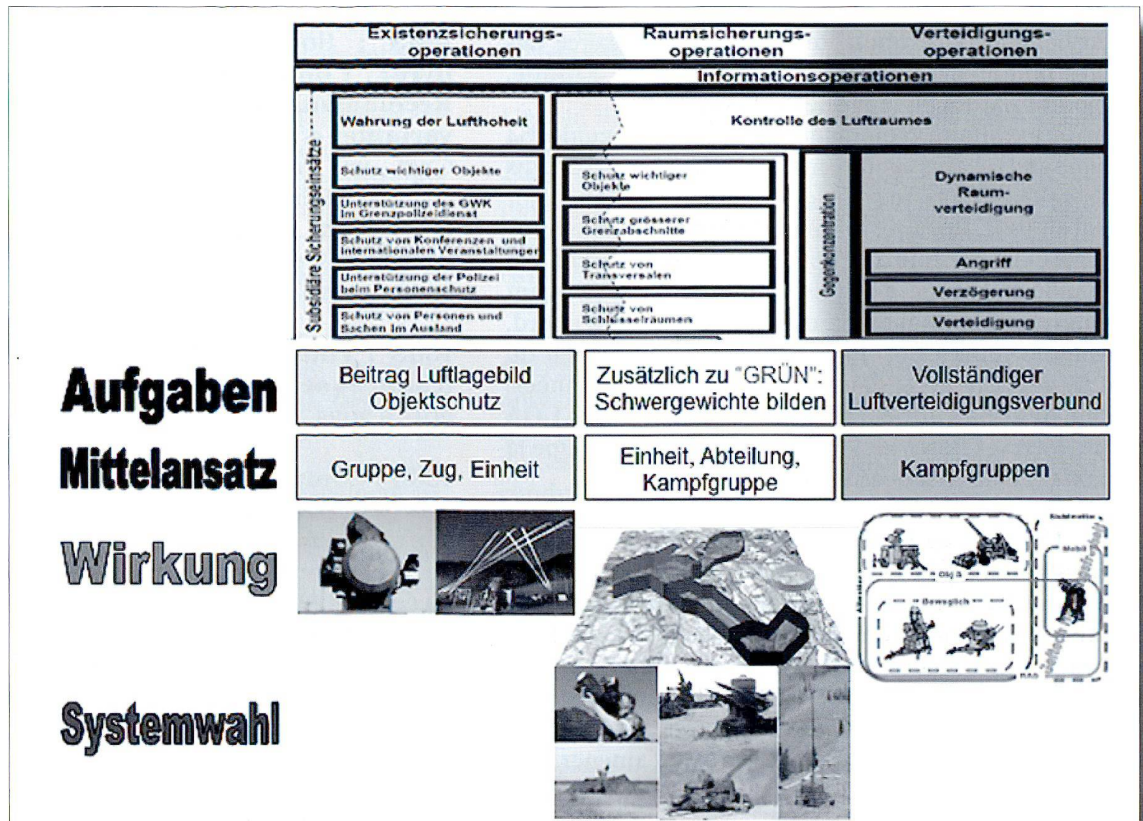 Existenzsicherungs-
operationen
Raumsicherungs-
operationen
Verteidigungs-
operationen
Informationsoperationen
Subsidiäre Sicherungseinsätze
Wahrung der Lufthoheit
Kontrolle des Luftraumes
Schutz wichtiger Objekte
Unterstützung des GWK
im Grenzpolizeidienst
Schutz von Konferenzen und
internationalen Veranstaltungen
Unterstützung der Polizei
beim Personenschutz
Schutz von Personen und
Sachen im Ausland
Schutz wichtiger
Objekte
Schutz grösserer
Grenzabschnitte
Schutz von
Transversalen
Schutz von
Schlüsselräumen
Gegenkonzentration
Dynamische
Raum-
verteidigung
Angriff
Verzögerung
Verteidigung
Aufgaben
Beitrag Luftlagebild
Objektschutz
Zusätzlich zu "GRÜN":
Schwergewichte bilden
Vollständiger
Luftverteidigungsverbund
Mittelansatz
Gruppe, Zug, Einheit
Einheit, Abteilung,
Kampfgruppe
Kampfgruppen
Wirkung
Mobil
Beweglich
Systemwahl